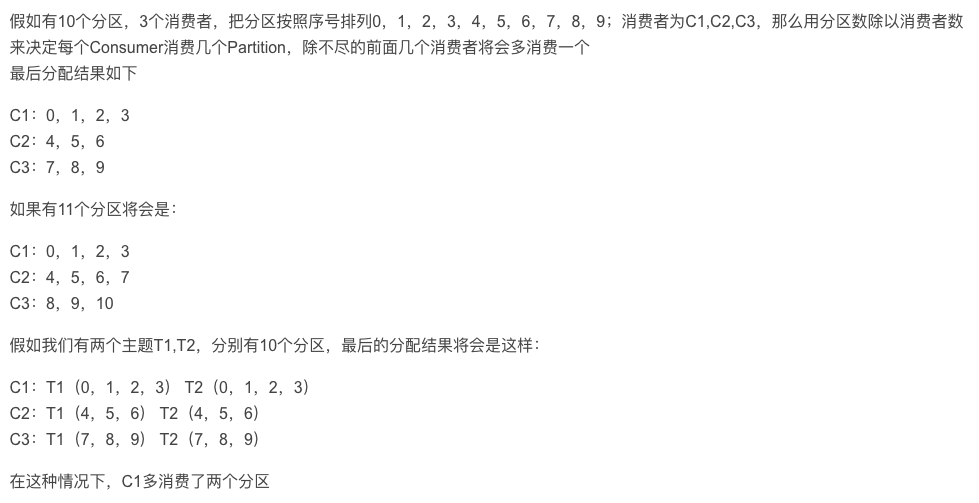 假如有10个分区，3个消费者，把分区按照序号排列0，1，2，3，4，5，6，7，8，9；消费者为C1,C2,C3，那么用分区数除以消费者数
来决定每个Consumer消费几个Partition，除不尽的前面几个消费者将会多消费一个
最后分配结果如下
C1：0，1，2，3
C2：4，5，6
C3：7，8，9
如果有11个分区将会是：
C1：0，1，2，3
C2：4，5，6，7
C3：8，9，10
假如我们有两个主题T1,T2，分别有10个分区，最后的分配结果将会是这样：
C1：T1（0，1，2，3） T2（0，1，2，3）
C2：T1（4，5，6） T2（4，5，6）
C3：T1（7，8，9） T2（7，8，9）
在这种情况下，C1多消费了两个分区